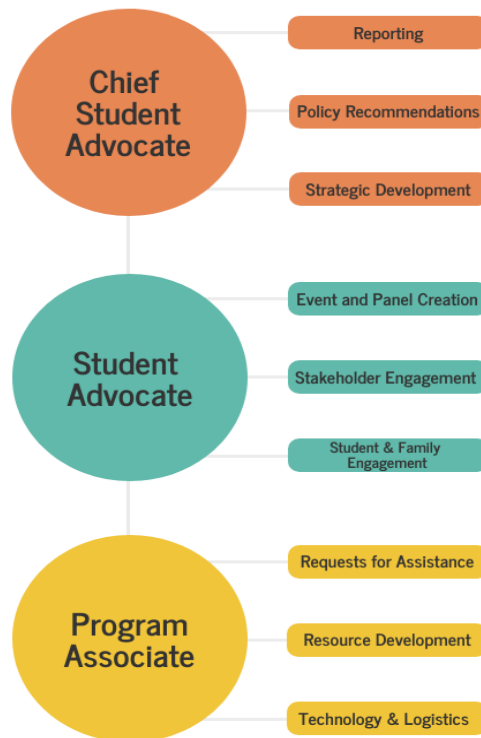 Chief
Student
Advocate
Reporting
Policy Recommendations
Strategic Development
Student
Advocate
Event and Panel Creation
Stakeholder Engagement
Student & Family
Engagement
Program
Associate
Requests for Assistance
Resource Development
Technology & Logistics